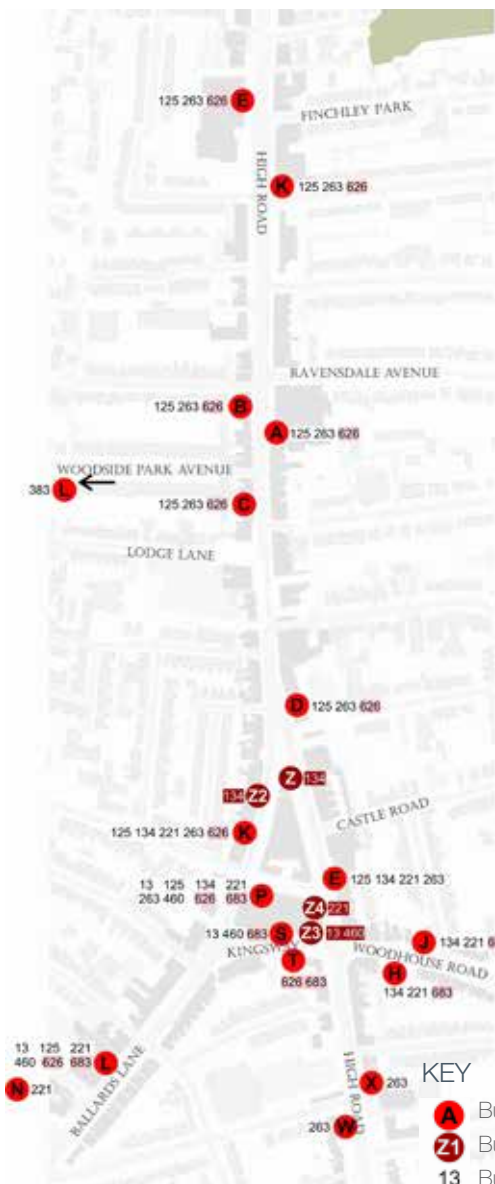 125 263 626 E
FINCHLEY PARK
HIGH ROAD
K 125 263 626
RAVENSDALE AVENUE
125 263 626 B
A 125 263 626
WOODSIDE PARK AVENUE
383 L
125 263 626 C
LODGE LANE
D 125 263 626
Z 134
134 Z2
CASTLE ROAD
125 134 221 263 626 K
E 125 134 221 263
13 125 134 221
263 460 626 683 P
Z4 221
13 460 683 S
Z3 13 460
J 134 221 6
KINGSWAY
WOODHOUSE ROAD
T
626 683
H
134 221 683
13 125 221
460 626 683 L
BALLARDS LANE
N 221
HIGH ROAD
X 263
263 W
KEY
A Bu
Z1 Bu
13 Bu